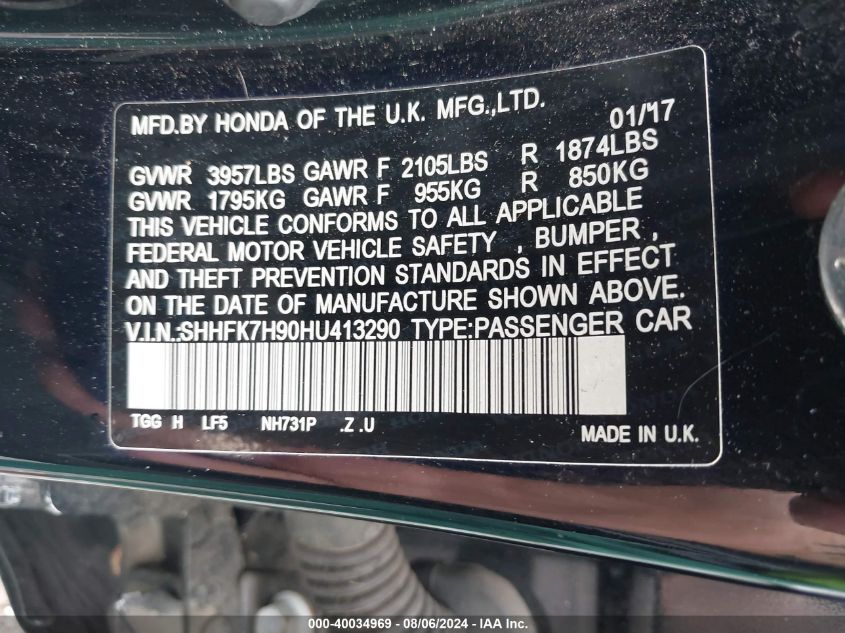 MFD.BY HONDA OF THE U.K. MFG.,LTD. 01/17
GVWR 3957LBS GAWR F 2105LBS R 1874LBS
GVWR 1795KG GAWR F 955KG R 850KG
THIS VEHICLE CONFORMS TO ALL APPLICABLE
FEDERAL MOTOR VEHICLE SAFETY , BUMPER ,
AND THEFT PREVENTION STANDARDS IN EFFECT
ON THE DATE OF MANUFACTURE SHOWN ABOVE.
V.I.N.:SHHFK7H90HU413290 TYPE:PASSENGER CAR
TGG H LF5 NH731P .Z .U
MADE IN U.K.
000-40034969 - 08/06/2024 - IAA Inc.